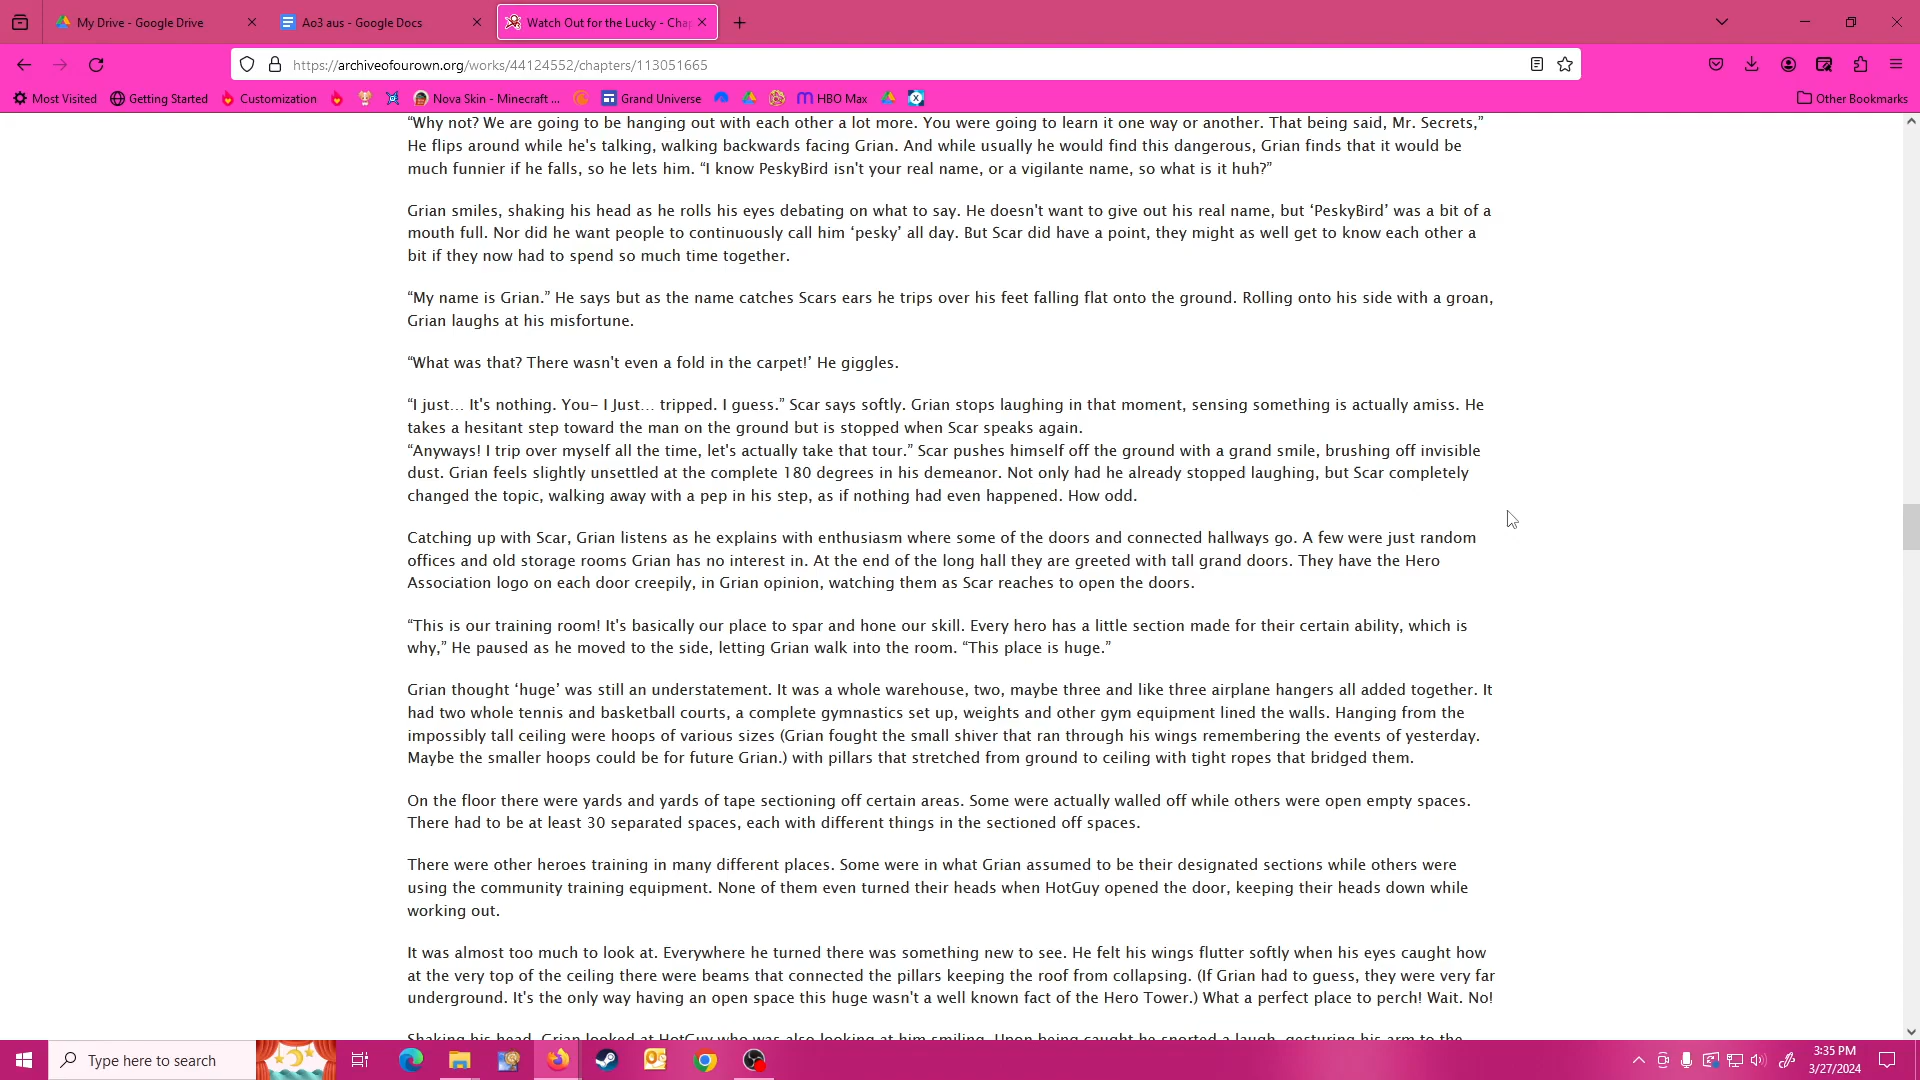 My Drive - Google Drive
Ao3 aus - Google Docs
Watch Out for the Lucky - Cha
https://archiveofourown.org/works/44124552/chapters/113051665
Most Visited
Getting Started
Customization
Nova Skin - Minecraft ...
Grand Universe
HBO Max
Other Bookmarks
“Why not? We are going to be hanging out with each other a lot more. You were going to learn it one way or another. That being said, Mr. Secrets,”
He flips around while he's talking, walking backwards facing Grian. And while usually he would find this dangerous, Grian finds that it would be
much funnier if he falls, so he lets him. “I know PeskyBird isn't your real name, or a vigilante name, so what is it huh?”
Grian smiles, shaking his head as he rolls his eyes debating on what to say. He doesn't want to give out his real name, but ‘PeskyBird’ was a bit of a
mouth full. Nor did he want people to continuously call him ‘pesky’ all day. But Scar did have a point, they might as well get to know each other a
bit if they now had to spend so much time together.
“My name is Grian.” He says but as the name catches Scars ears he trips over his feet falling flat onto the ground. Rolling onto his side with a groan,
Grian laughs at his misfortune.
“What was that? There wasn't even a fold in the carpet!’ He giggles.
“I just… It's nothing. You– I Just… tripped. I guess.” Scar says softly. Grian stops laughing in that moment, sensing something is actually amiss. He
takes a hesitant step toward the man on the ground but is stopped when Scar speaks again.
“Anyways! I trip over myself all the time, let's actually take that tour.” Scar pushes himself off the ground with a grand smile, brushing off invisible
dust. Grian feels slightly unsettled at the complete 180 degrees in his demeanor. Not only had he already stopped laughing, but Scar completely
changed the topic, walking away with a pep in his step, as if nothing had even happened. How odd.
Catching up with Scar, Grian listens as he explains with enthusiasm where some of the doors and connected hallways go. A few were just random
offices and old storage rooms Grian has no interest in. At the end of the long hall they are greeted with tall grand doors. They have the Hero
Association logo on each door creepily, in Grian opinion, watching them as Scar reaches to open the doors.
“This is our training room! It's basically our place to spar and hone our skill. Every hero has a little section made for their certain ability, which is
why,” He paused as he moved to the side, letting Grian walk into the room. “This place is huge.”
Grian thought ‘huge’ was still an understatement. It was a whole warehouse, two, maybe three and like three airplane hangers all added together. It
had two whole tennis and basketball courts, a complete gymnastics set up, weights and other gym equipment lined the walls. Hanging from the
impossibly tall ceiling were hoops of various sizes (Grian fought the small shiver that ran through his wings remembering the events of yesterday.
Maybe the smaller hoops could be for future Grian.) with pillars that stretched from ground to ceiling with tight ropes that bridged them.
On the floor there were yards and yards of tape sectioning off certain areas. Some were actually walled off while others were open empty spaces.
There had to be at least 30 separated spaces, each with different things in the sectioned off spaces.
There were other heroes training in many different places. Some were in what Grian assumed to be their designated sections while others were
using the community training equipment. None of them even turned their heads when HotGuy opened the door, keeping their heads down while
working out.
It was almost too much to look at. Everywhere he turned there was something new to see. He felt his wings flutter softly when his eyes caught how
at the very top of the ceiling there were beams that connected the pillars keeping the roof from collapsing. (If Grian had to guess, they were very far
underground. It's the only way having an open space this huge wasn't a well known fact of the Hero Tower.) What a perfect place to perch! Wait. No!
Shaking his head, Grian looked at HotGuy who was also looking at him smiling. Upon being caught he snorted a laugh, gesturing his arm to the
Type here to search
3:35 PM
3/27/2024